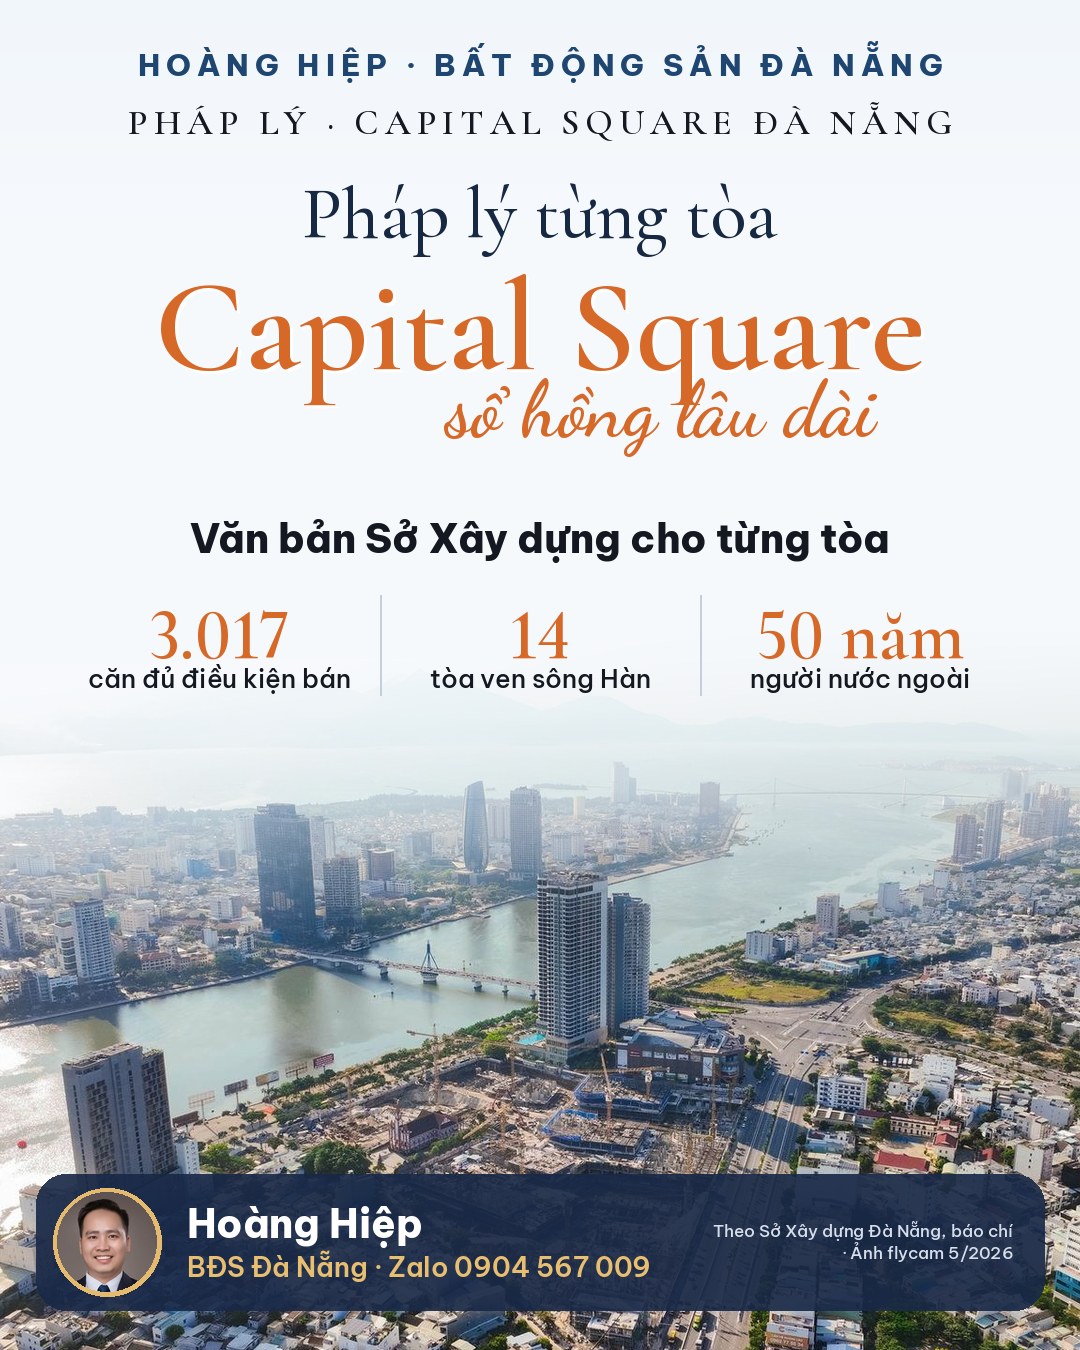 HOÀNG HIỆP · BẤT ĐỘNG SẢN ĐÀ NẴNG
PHÁP LÝ · CAPITAL SQUARE ĐÀ NẴNG
Pháp lý từng tòa
Capital Square
sổ hồng lâu dài
Văn bản Sở Xây dựng cho từng tòa
3.017
căn đủ điều kiện bán
14
tòa ven sông Hàn
50 năm
người nước ngoài
Hoàng Hiệp
BĐS Đà Nẵng · Zalo 0904 567 009
Theo Sở Xây dựng Đà Nẵng, báo chí
· Ảnh flycam 5/2026